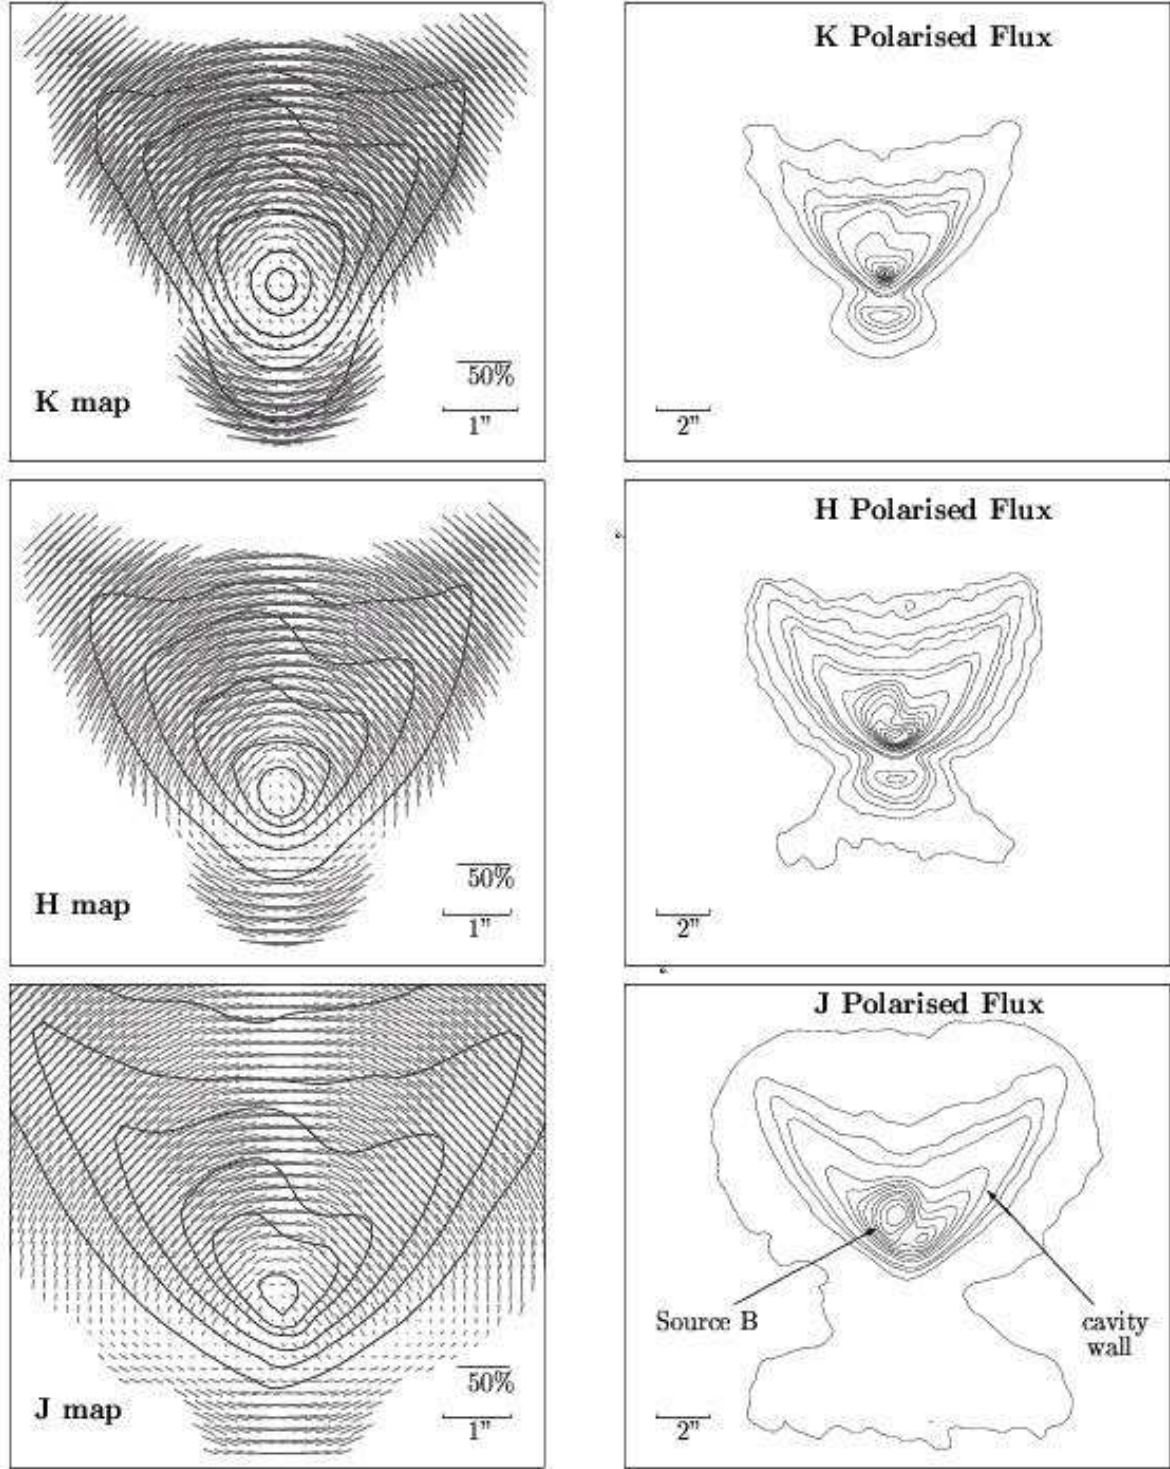 K Polarised Flux
50%
K map
1"
2"
H Polarised Flux
50%
H map
1"
2"
J Polarised Flux
Source B
cavity
wall
50%
J map
1"
2"